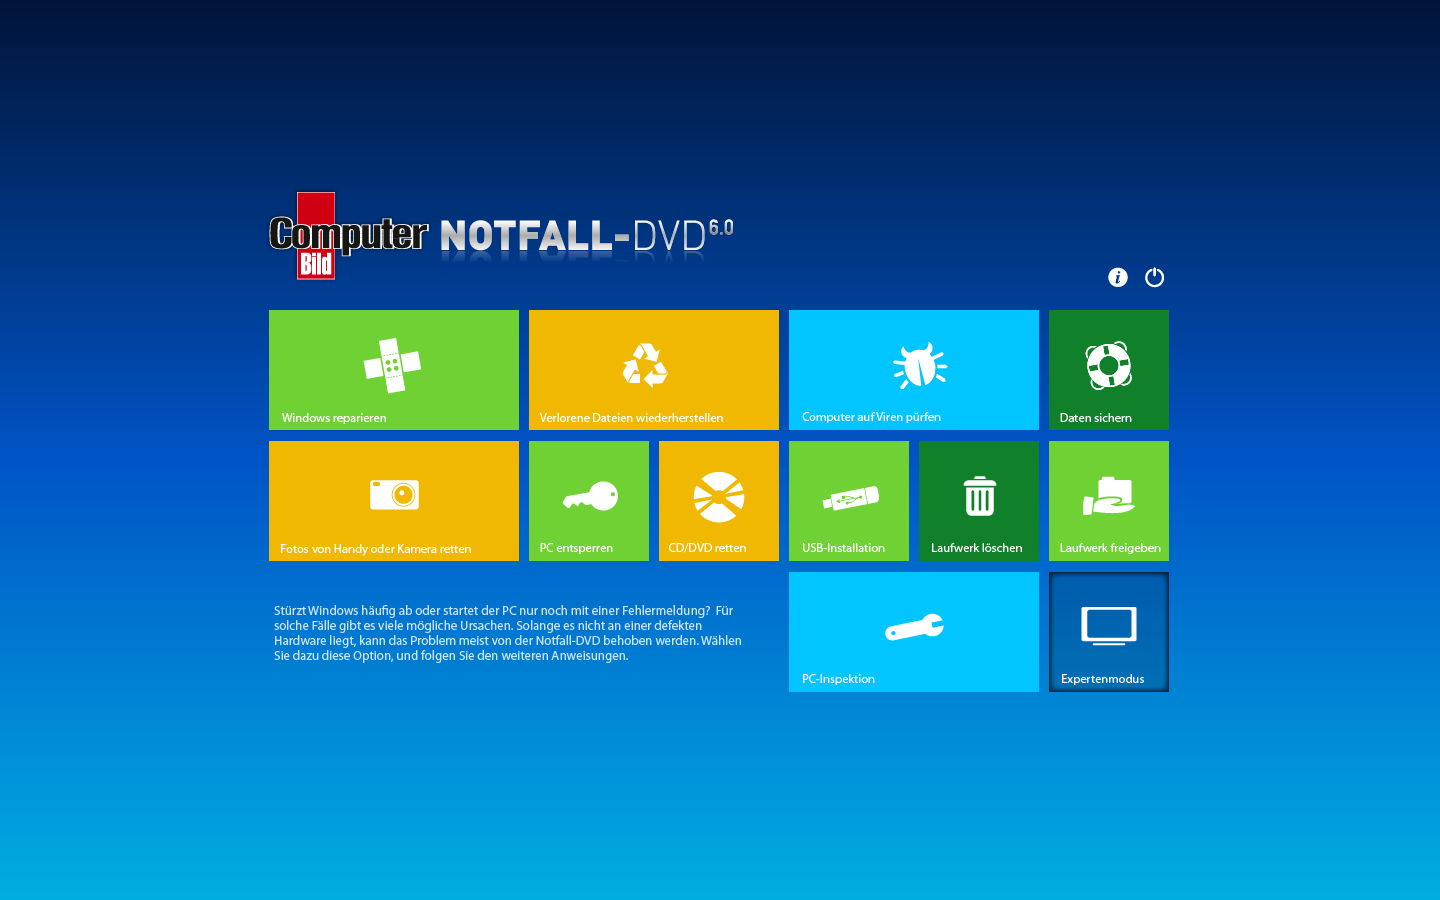 Computer
Bild
NOTFALL-DVD 6.0
i
Windows reparieren
Verlorene Dateien wiederherstellen
Computer auf Viren pürfen
Daten sichern
Fotos von Handy oder Kamera retten
PC entsperren
CD/DVD retten
USB-Installation
Laufwerk löschen
Laufwerk freigeben
Stürzt Windows häufig ab oder startet der PC nur noch mit einer Fehlermeldung? Für
solche Fälle gibt es viele mögliche Ursachen. Solange es nicht an einer defekten
Hardware liegt, kann das Problem meist von der Notfall-DVD behoben werden. Wählen
Sie dazu diese Option, und folgen Sie den weiteren Anweisungen.
PC-Inspektion
Expertenmodus